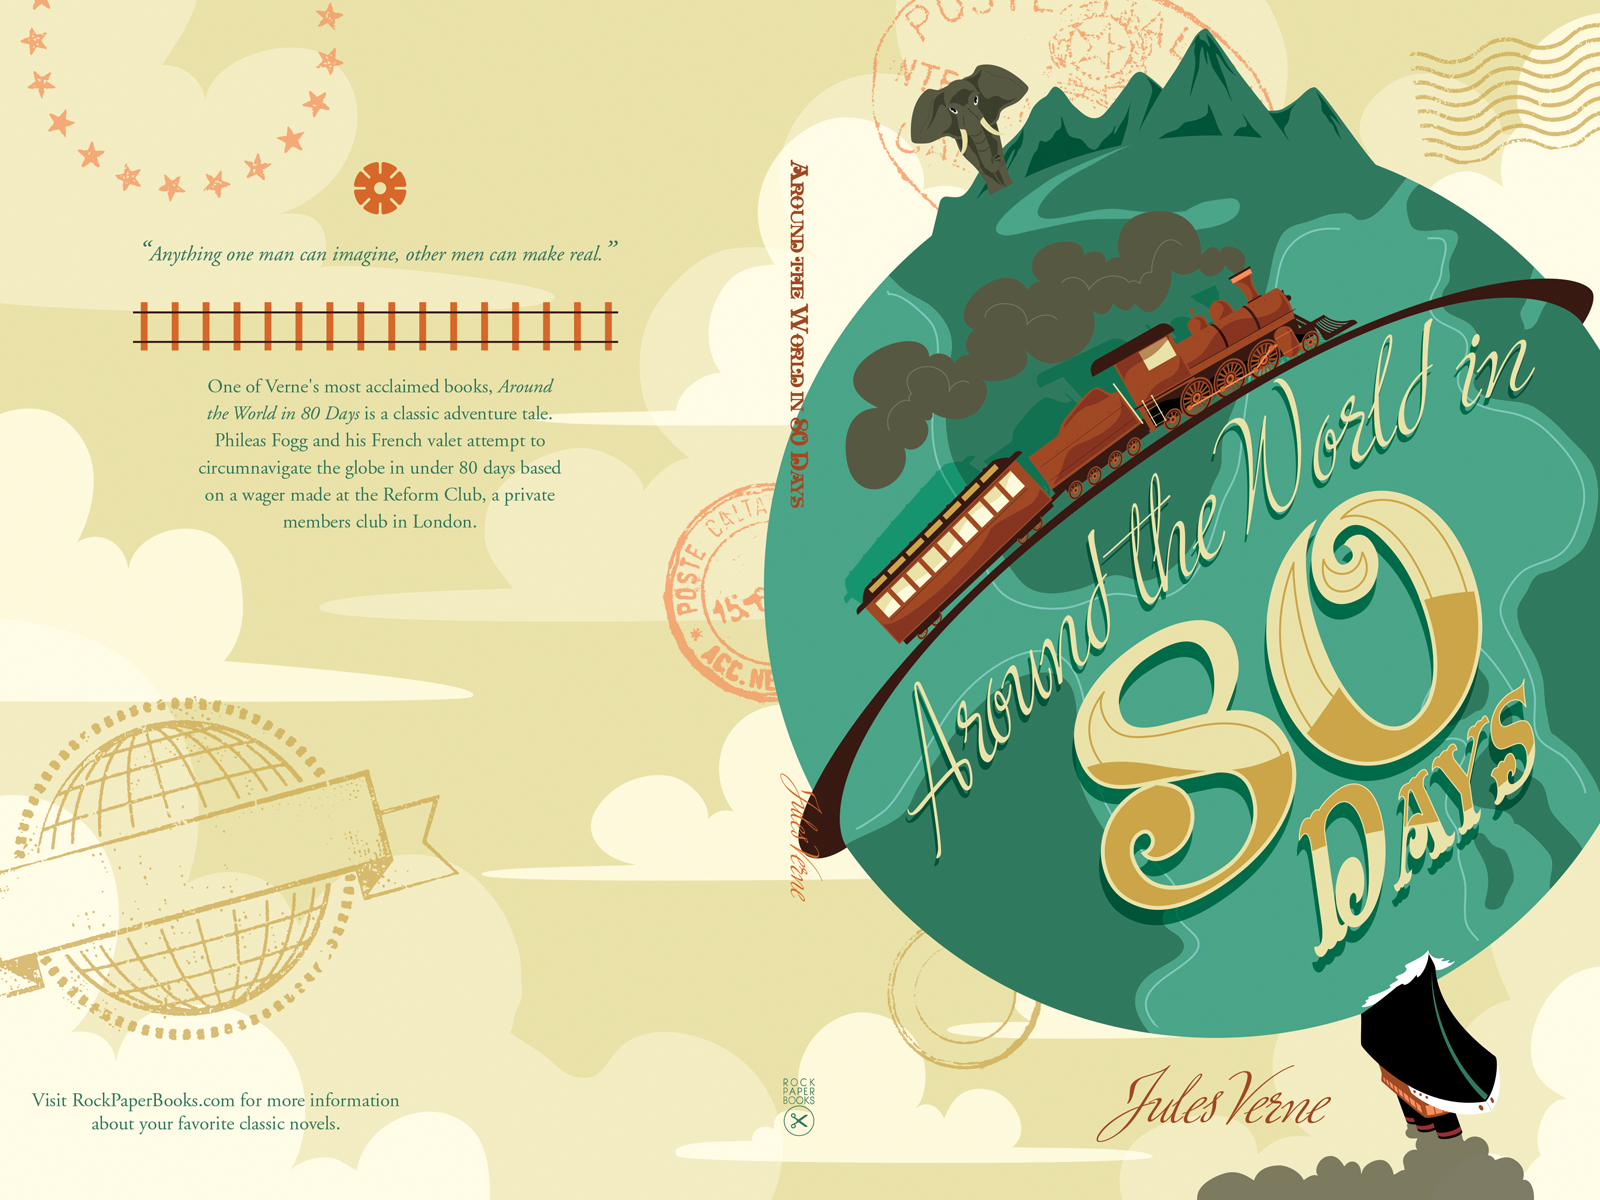 “Anything one man can imagine, other men can make real.”
One of Verne's most acclaimed books, Around
the World in 80 Days is a classic adventure tale.
Phileas Fogg and his French valet attempt to
circumnavigate the globe in under 80 days based
on a wager made at the Reform Club, a private
members club in London.
Visit RockPaperBooks.com for more information
about your favorite classic novels.
POSTE
15-
ACC. NE
Around the World in 80 Days
Jules Verne
ROCK
PAPER
BOOKS
POSTE
Around the World in
80
Days
Jules Verne